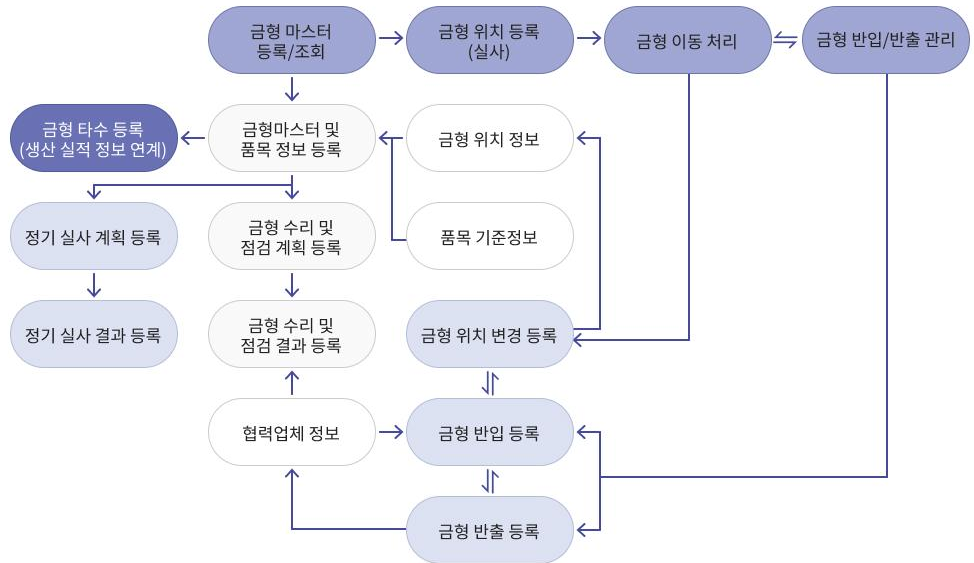 금형 마스터
등록/조회
금형 위치 등록
(실사)
금형 이동 처리
금형 반입/반출 관리
금형 타수 등록
(생산 실적 정보 연계)
금형마스터 및
품목 정보 등록
금형 위치 정보
정기 실사 계획 등록
금형 수리 및
점검 계획 등록
품목 기준정보
정기 실사 결과 등록
금형 수리 및
점검 결과 등록
금형 위치 변경 등록
협력업체 정보
금형 반입 등록
금형 반출 등록